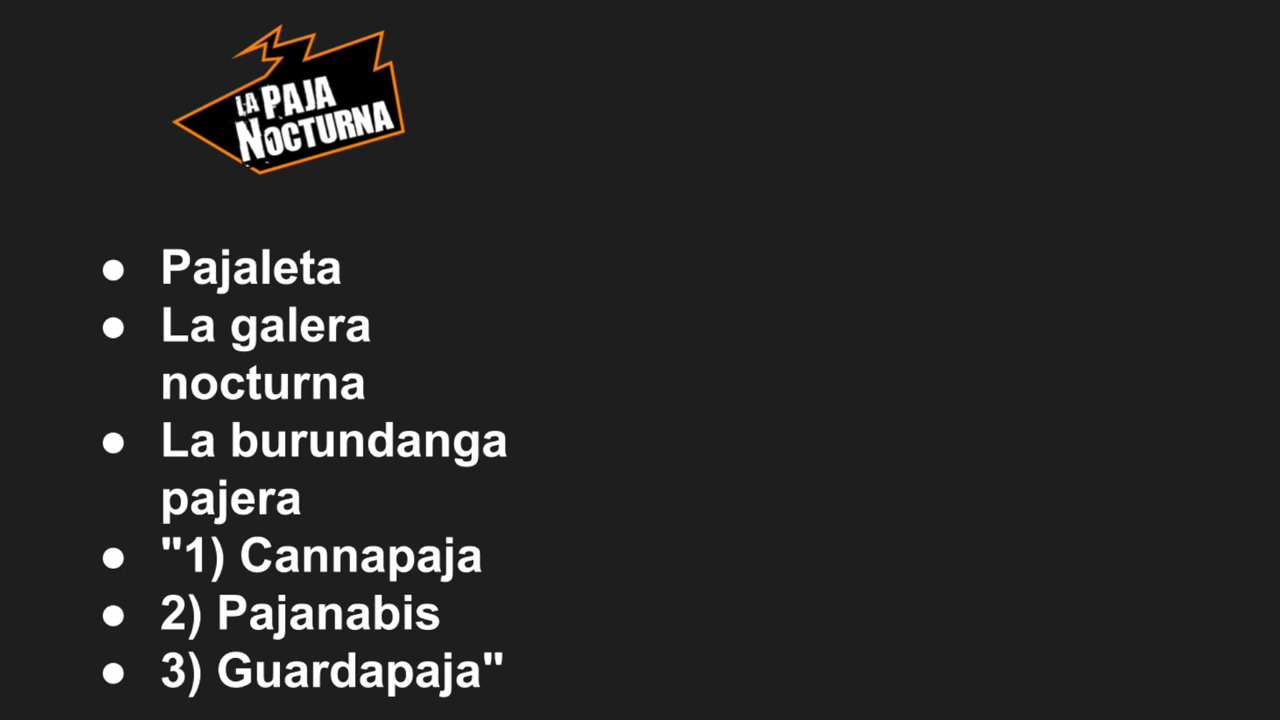 LA PAJA
NOCTURNA
● Pajaleta
● La galera
nocturna
● La burundanga
pajera
● "1) Cannapaja
● 2) Pajanabis
● 3) Guardapaja"